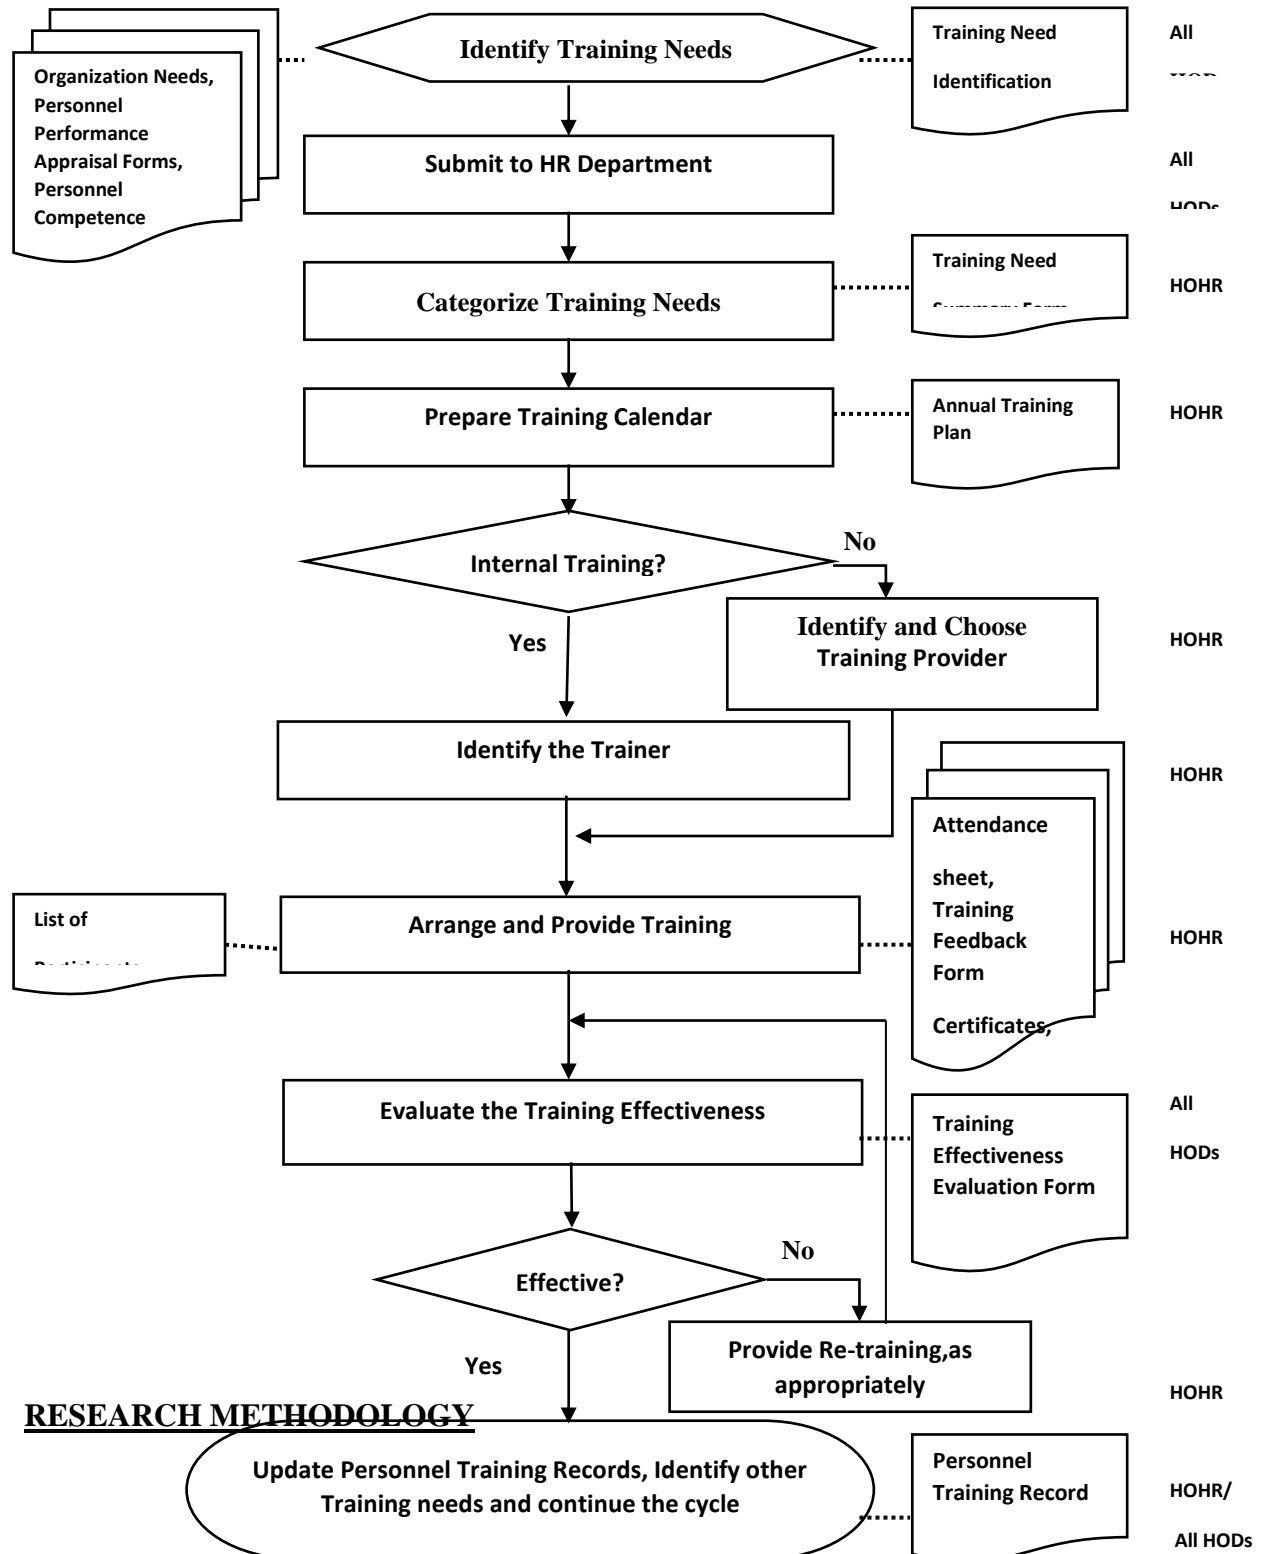 Identify Training Needs
Organization Needs,
Personnel
Performance
Appraisal Forms,
Personnel
Competence
Training Need
Identification
All
Submit to HR Department
All
HODs
Categorize Training Needs
Training Need
Summary Form
HOHR
Prepare Training Calendar
Annual Training
Plan
HOHR
Internal Training?
No
Yes
Identify and Choose
Training Provider
HOHR
Identify the Trainer
HOHR
Attendance
sheet,
Training
Feedback
Form
Certificates,
List of
Arrange and Provide Training
HOHR
Evaluate the Training Effectiveness
Training
Effectiveness
Evaluation Form
All
HODs
Effective?
No
Yes
Provide Re-training,as
appropriately
HOHR
RESEARCH METHODOLOGY
Update Personnel Training Records, Identify other
Training needs and continue the cycle
Personnel
Training Record
HOHR/
All HODs